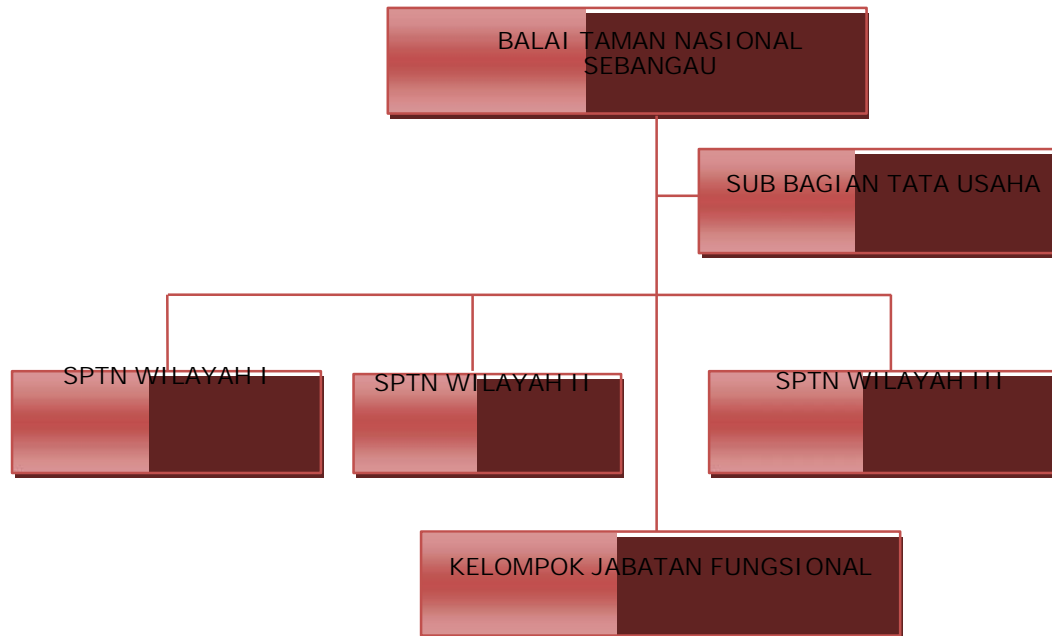 BALAI TAMAN NASIONAL
SEBANGAU
SUB BAGIAN TATA USAHA
SPTN WILAYAH I
SPTN WILAYAH II
SPTN WILAYAH III
KELOMPOK JABATAN FUNGSIONAL